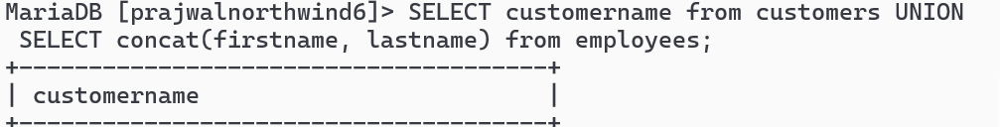 MariaDB [prajwalnorthwind6]> SELECT customername from customers UNION
 SELECT concat(firstname, lastname) from employees;
+--------------------------------------+
| customername                         |
+--------------------------------------+